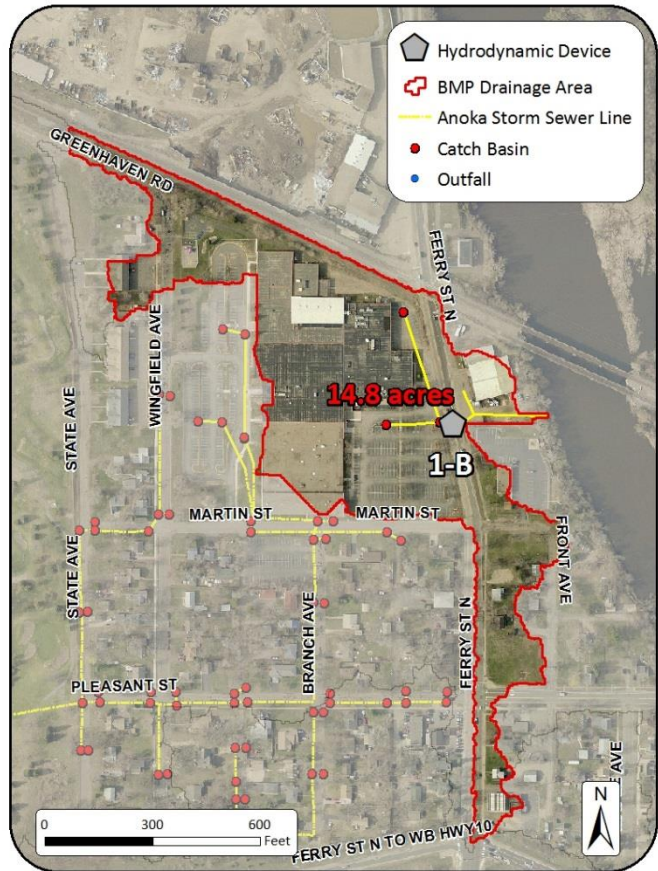 Hydrodynamic Device
BMP Drainage Area
Anoka Storm Sewer Line
Catch Basin
Outfall
GREENHAVEN RD
FERRY ST N
WINGFIELD AVE
STATE AVE
14.8 acres
1-B
MARTIN ST
MARTIN ST
FRONT AVE
STATE AVE
BRANCH AVE
FERRY ST N
PLEASANT ST
E AVE
0 300 600
Feet
FERRY ST N TO WB HWY10
N